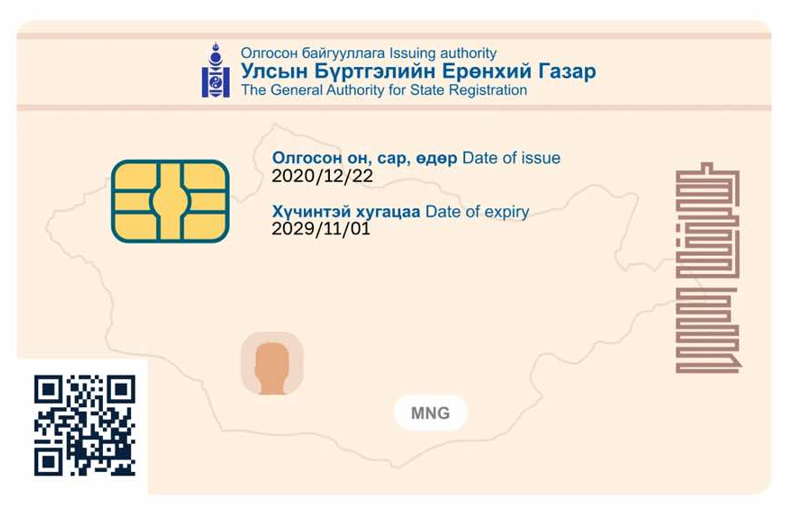 Олгосон байгууллага Issuing authority
Улсын Бүртгэлийн Ерөнхий Газар
The General Authority for State Registration
Олгосон он, сар, өдөр Date of issue
2020/12/22
Хүчинтэй хугацаа Date of expiry
2029/11/01
MNG